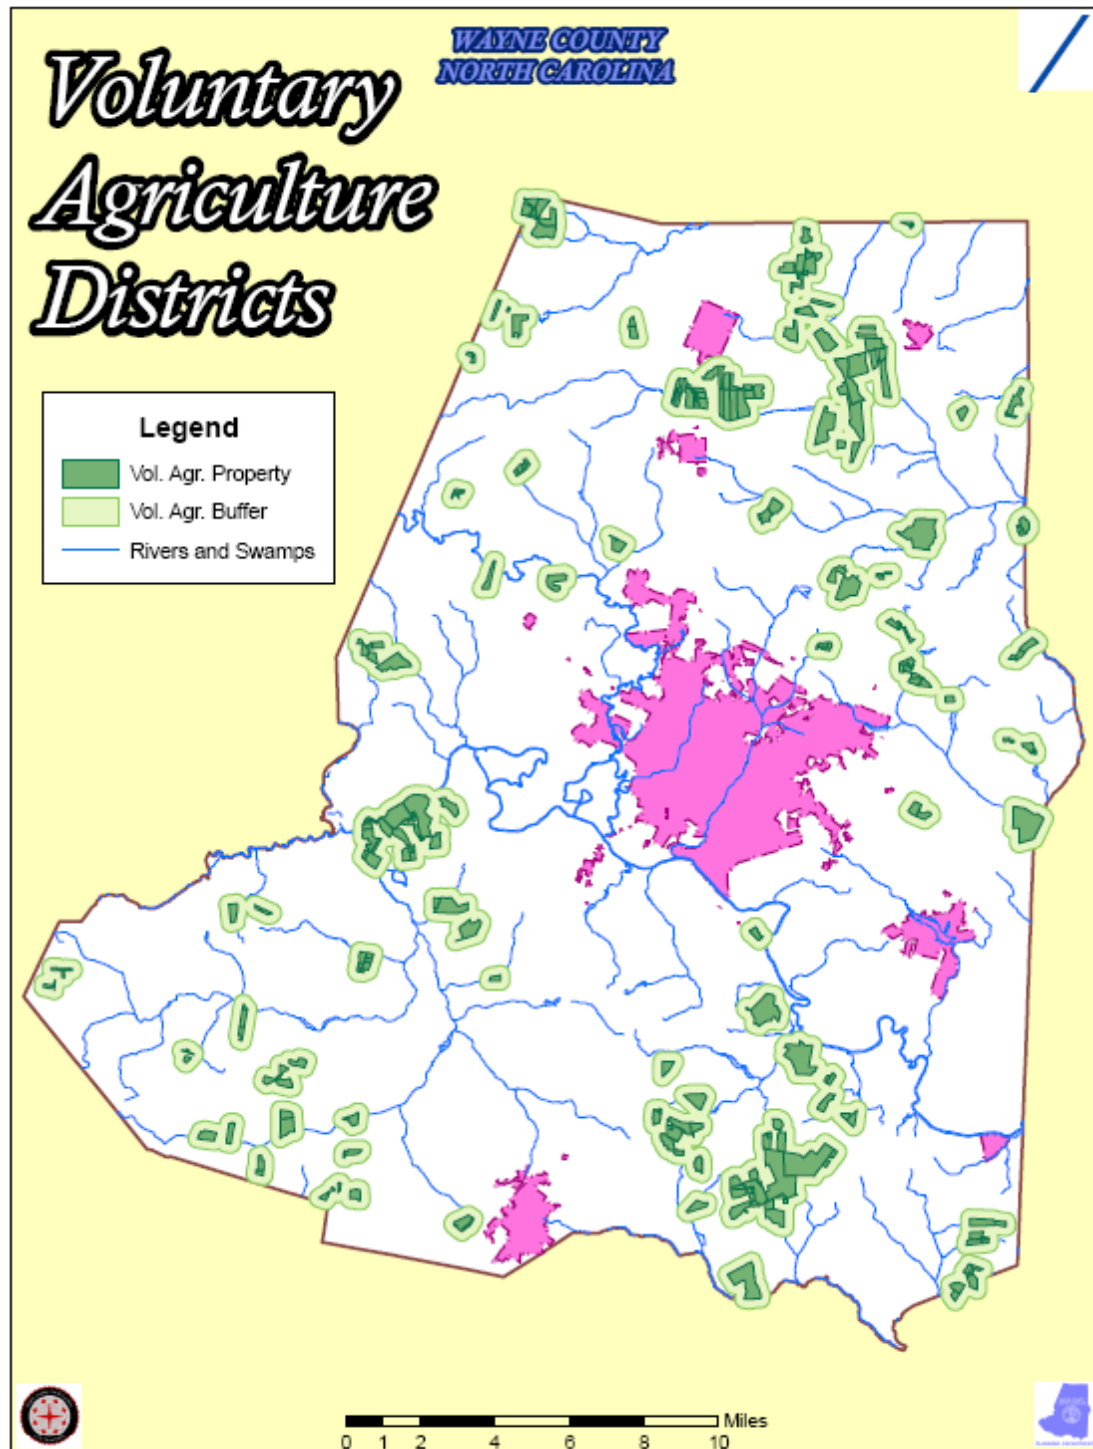 WAYNE COUNTY
NORTH CAROLINA
Voluntary
Agriculture
Districts
Legend
Vol. Agr. Property
Vol. Agr. Buffer
Rivers and Swamps
Miles
0 1 2 4 6 8 10